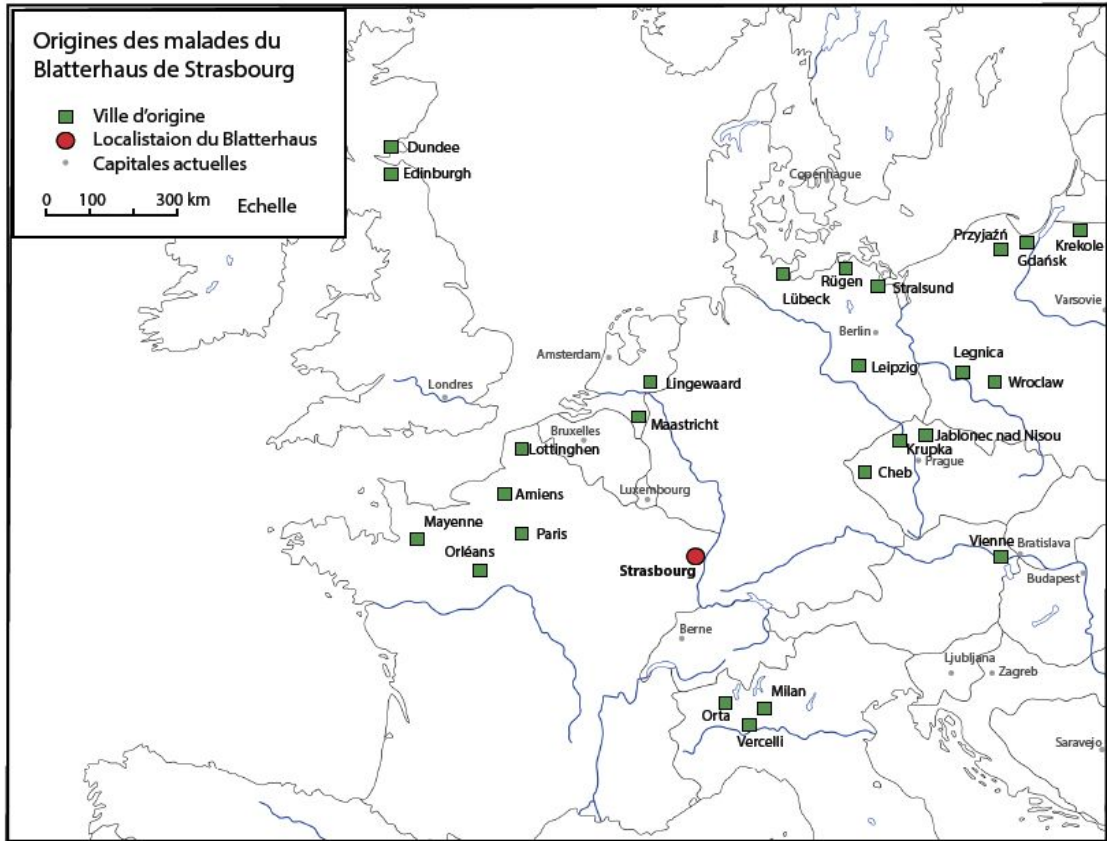 Origines des malades du
Blatterhaus de Strasbourg
Ville d'origine
Localistaion du Blatterhaus
Capitales actuelles
0 100 300 km Echelle
Dundee
Edinburgh
Copenhague
Przyjaźń
Gdańsk
Krekole
Lübeck
Rügen
Stralsund
Varsovie
Berlin
Amsterdam
Londres
Lingewaard
Leipzig
Legnica
Wroclaw
Maastricht
Bruxelles
Lottinghen
Jablonec nad Nisou
Krupka
Prague
Cheb
Luxembourg
Amiens
Mayenne
Paris
Orléans
Strasbourg
Vienne
Bratislava
Budapest
Berne
Ljubljana
Zagreb
Milan
Orta
Vercelli
Saravejo